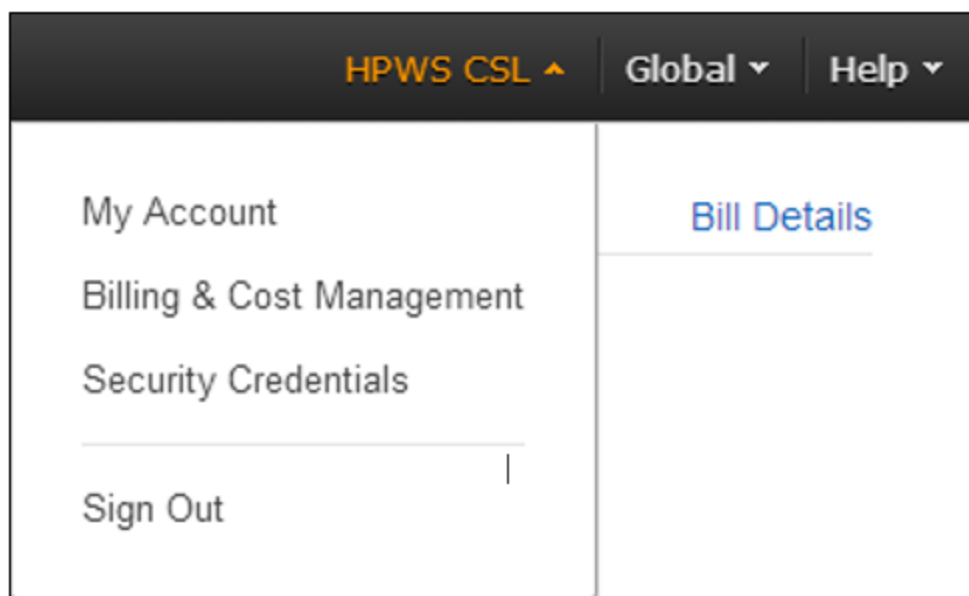 HPWS CSL Global Help
My Account
Bill Details
Billing & Cost Management
Security Credentials
Sign Out